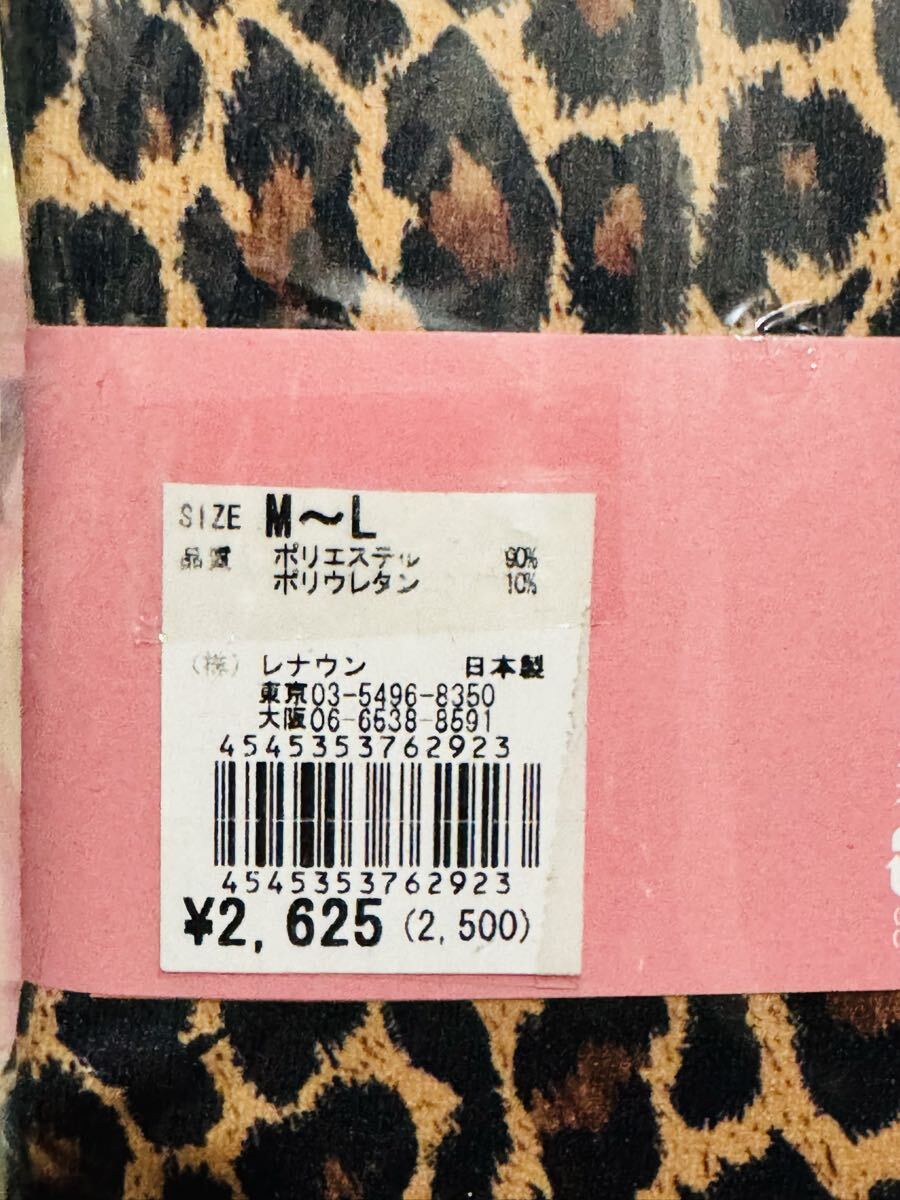 SIZE M〜L
品質 ポリエステル 90%
ポリウレタン 10%
(株) レナウン 日本製
東京03-5496-8350
大阪06-6538-8591
4545353762923
4545353762923
¥2,625 (2,500)